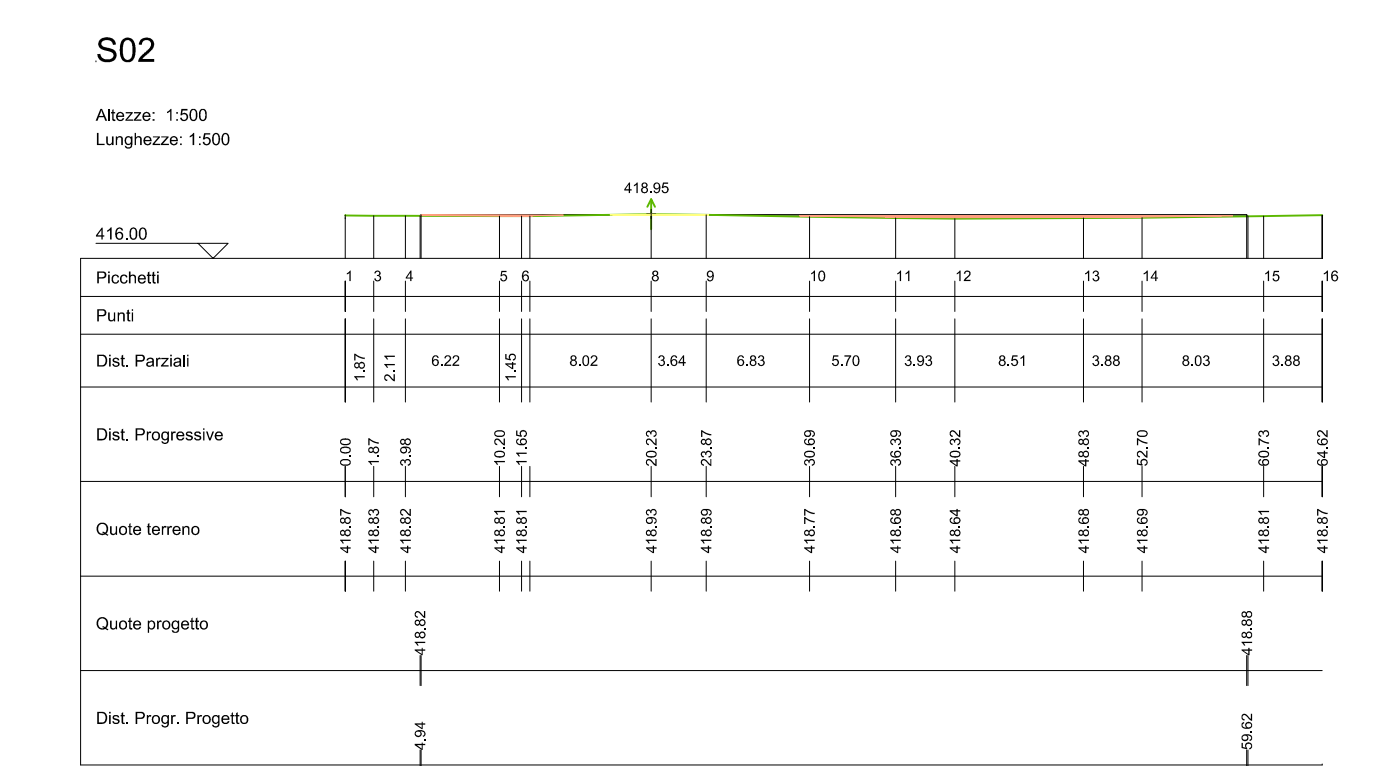 S02
Altezze: 1:500
Lunghezze: 1:500
418.95
416.00
Picchetti 1 3 4 5 6 8 9 10 11 12 13 14 15 16
Punti
Dist. Parziali 1.87 2.11 6.22 1.45 8.02 3.64 6.83 5.70 3.93 8.51 3.88 8.03 3.88
Dist. Progressive 0.00 1.87 3.98 10.20 11.65 20.23 23.87 30.69 36.39 40.32 48.83 52.70 60.73 64.62
Quote terreno 418.87 418.83 418.82 418.81 418.81 418.93 418.89 418.77 418.68 418.64 418.68 418.69 418.81 418.87
Quote progetto 418.82 418.88
Dist. Progr. Progetto 4.94 59.62